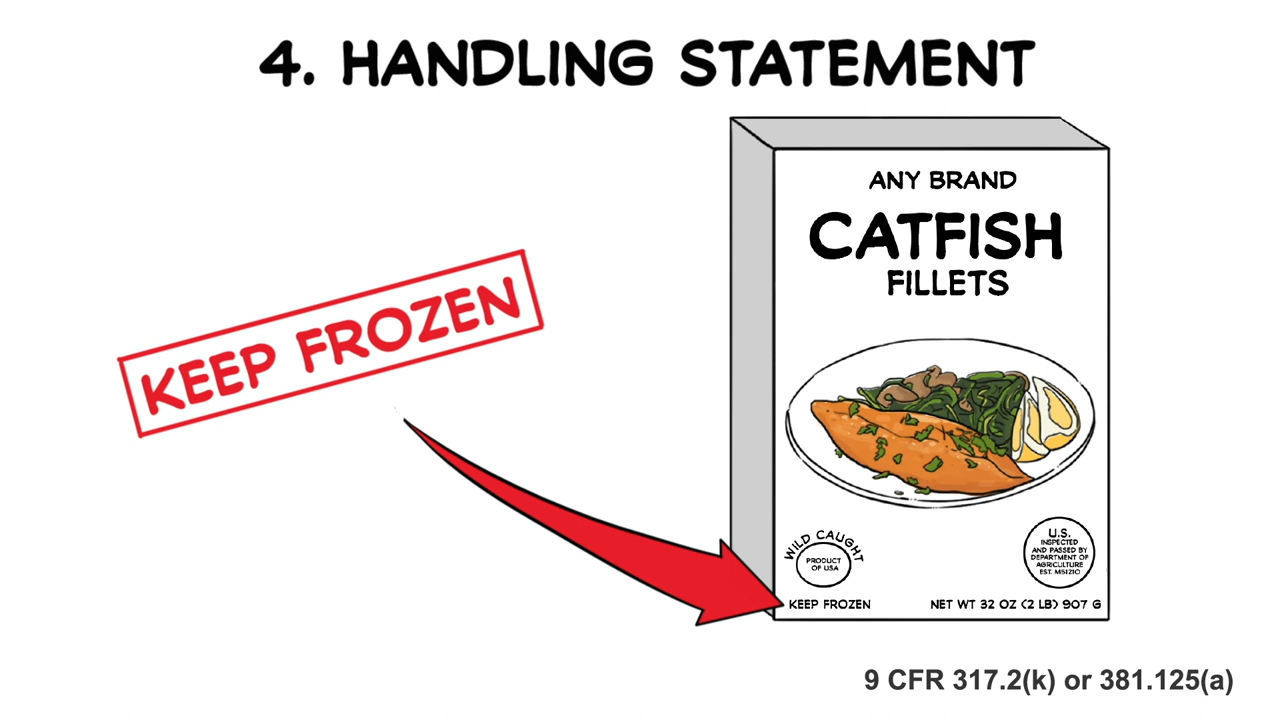 4. HANDLING STATEMENT
ANY BRAND
CATFISH
FILLETS
KEEP FROZEN
WILD CAUGHT
PRODUCT
OF USA
U.S.
INSPECTED
AND PASSED BY
DEPARTMENT OF
AGRICULTURE
EST. M51210
KEEP FROZEN
NET WT 32 OZ (2 LB) 907 G
9 CFR 317.2(k) or 381.125(a)